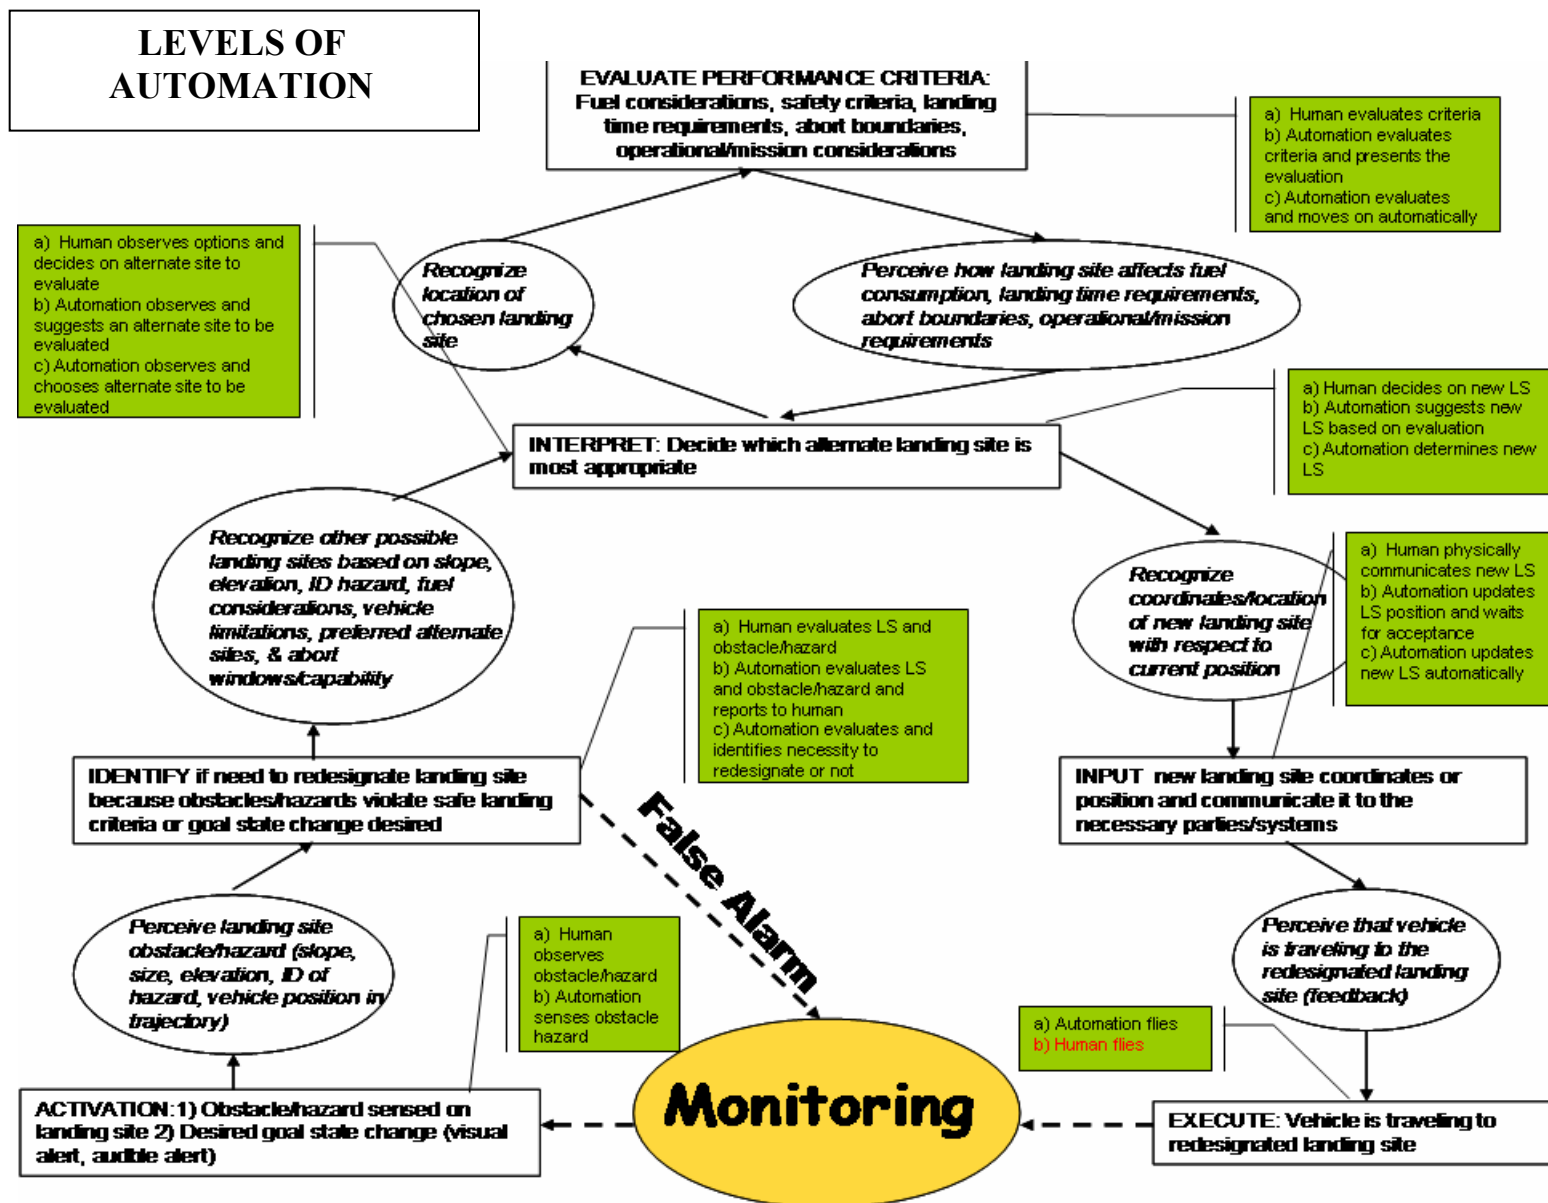 LEVELS OF
AUTOMATION
EVALUATE PERFORMANCE CRITERIA:
Fuel considerations, safety criteria, landing
time requirements, abort boundaries,
operational/mission considerations
a) Human evaluates criteria
b) Automation evaluates
criteria and presents the
evaluation
c) Automation evaluates
and moves on automatically
a) Human observes options and
decides on alternate site to
evaluate
b) Automation observes and
suggests an alternate site to be
evaluated
c) Automation observes and
chooses alternate site to be
evaluated
Recognize
location of
chosen landing
site
Perceive how landing site affects fuel
consumption, landing time requirements,
abort boundaries, operational/mission
requirements
a) Human decides on new LS
b) Automation suggests new
LS based on evaluation
c) Automation determines new
LS
INTERPRET: Decide which alternate landing site is
most appropriate
Recognize other possible
landing sites based on slope,
elevation, ID hazard, fuel
considerations, vehicle
limitations, preferred alternate
sites, & abort
windows/capability
Recognize
coordinates/location
of new landing site
with respect to
current position
a) Human physically
communicates new LS
b) Automation updates
LS position and waits
for acceptance
c) Automation updates
new LS automatically
a) Human evaluates LS and
obstacle/hazard
b) Automation evaluates LS
and obstacle/hazard and
reports to human
c) Automation evaluates and
identifies necessity to
redesignate or not
IDENTIFY if need to redesignate landing site
because obstacles/hazards violate safe landing
criteria or goal state change desired
INPUT new landing site coordinates or
position and communicate it to the
necessary parties/systems
False Alarm
Perceive landing site
obstacle/hazard (slope,
size, elevation, ID of
hazard, vehicle position in
trajectory)
a) Human
observes
obstacle/hazard
b) Automation
senses obstacle
hazard
Perceive that vehicle
is traveling to the
redesignated landing
site (feedback)
a) Automation flies
b) Human flies
Monitoring
ACTIVATION: 1) Obstacle/hazard sensed on
landing site 2) Desired goal state change (visual
alert, audible alert)
EXECUTE: Vehicle is traveling to
redesignated landing site